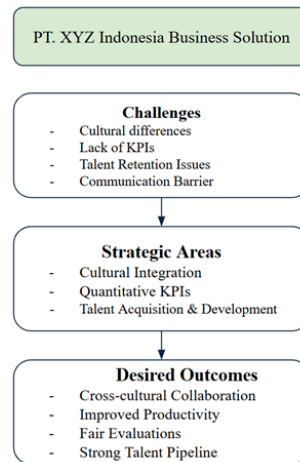 PT. XYZ Indonesia Business Solution
Challenges
- Cultural differences
- Lack of KPIs
- Talent Retention Issues
- Communication Barrier
Strategic Areas
- Cultural Integration
- Quantitative KPIs
- Talent Acquisition & Development
Desired Outcomes
- Cross-cultural Collaboration
- Improved Productivity
- Fair Evaluations
- Strong Talent Pipeline